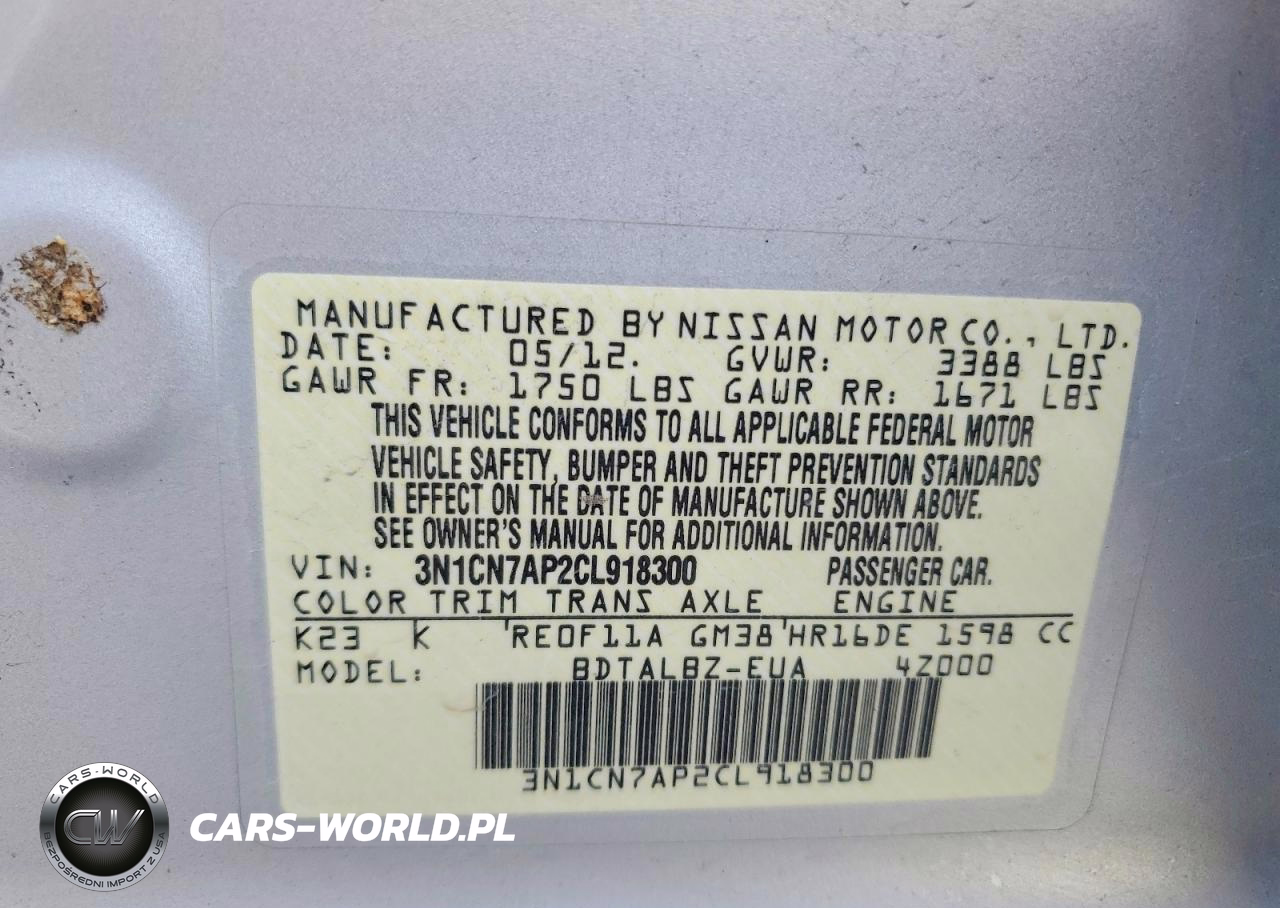 MANUFACTURED BY NISSAN MOTOR CO., LTD.
DATE: 05/12. GVWR: 3388 LBS
GAWR FR: 1750 LBS GAWR RR: 1671 LBS
THIS VEHICLE CONFORMS TO ALL APPLICABLE FEDERAL MOTOR
VEHICLE SAFETY, BUMPER AND THEFT PREVENTION STANDARDS
IN EFFECT ON THE DATE OF MANUFACTURE SHOWN ABOVE.
SEE OWNER'S MANUAL FOR ADDITIONAL INFORMATION.
VIN: 3N1CN7AP2CL918300 PASSENGER CAR.
COLOR TRIM TRANS AXLE ENGINE
K23 K RE0F11A GM38 HR16DE 1598 CC
MODEL: BDTALBZ-EUA 4Z000
3N1CN7AP2CL918300
CARS-WORLD
CW
BEZPOŚREDNI IMPORT Z USA
CARS-WORLD.PL